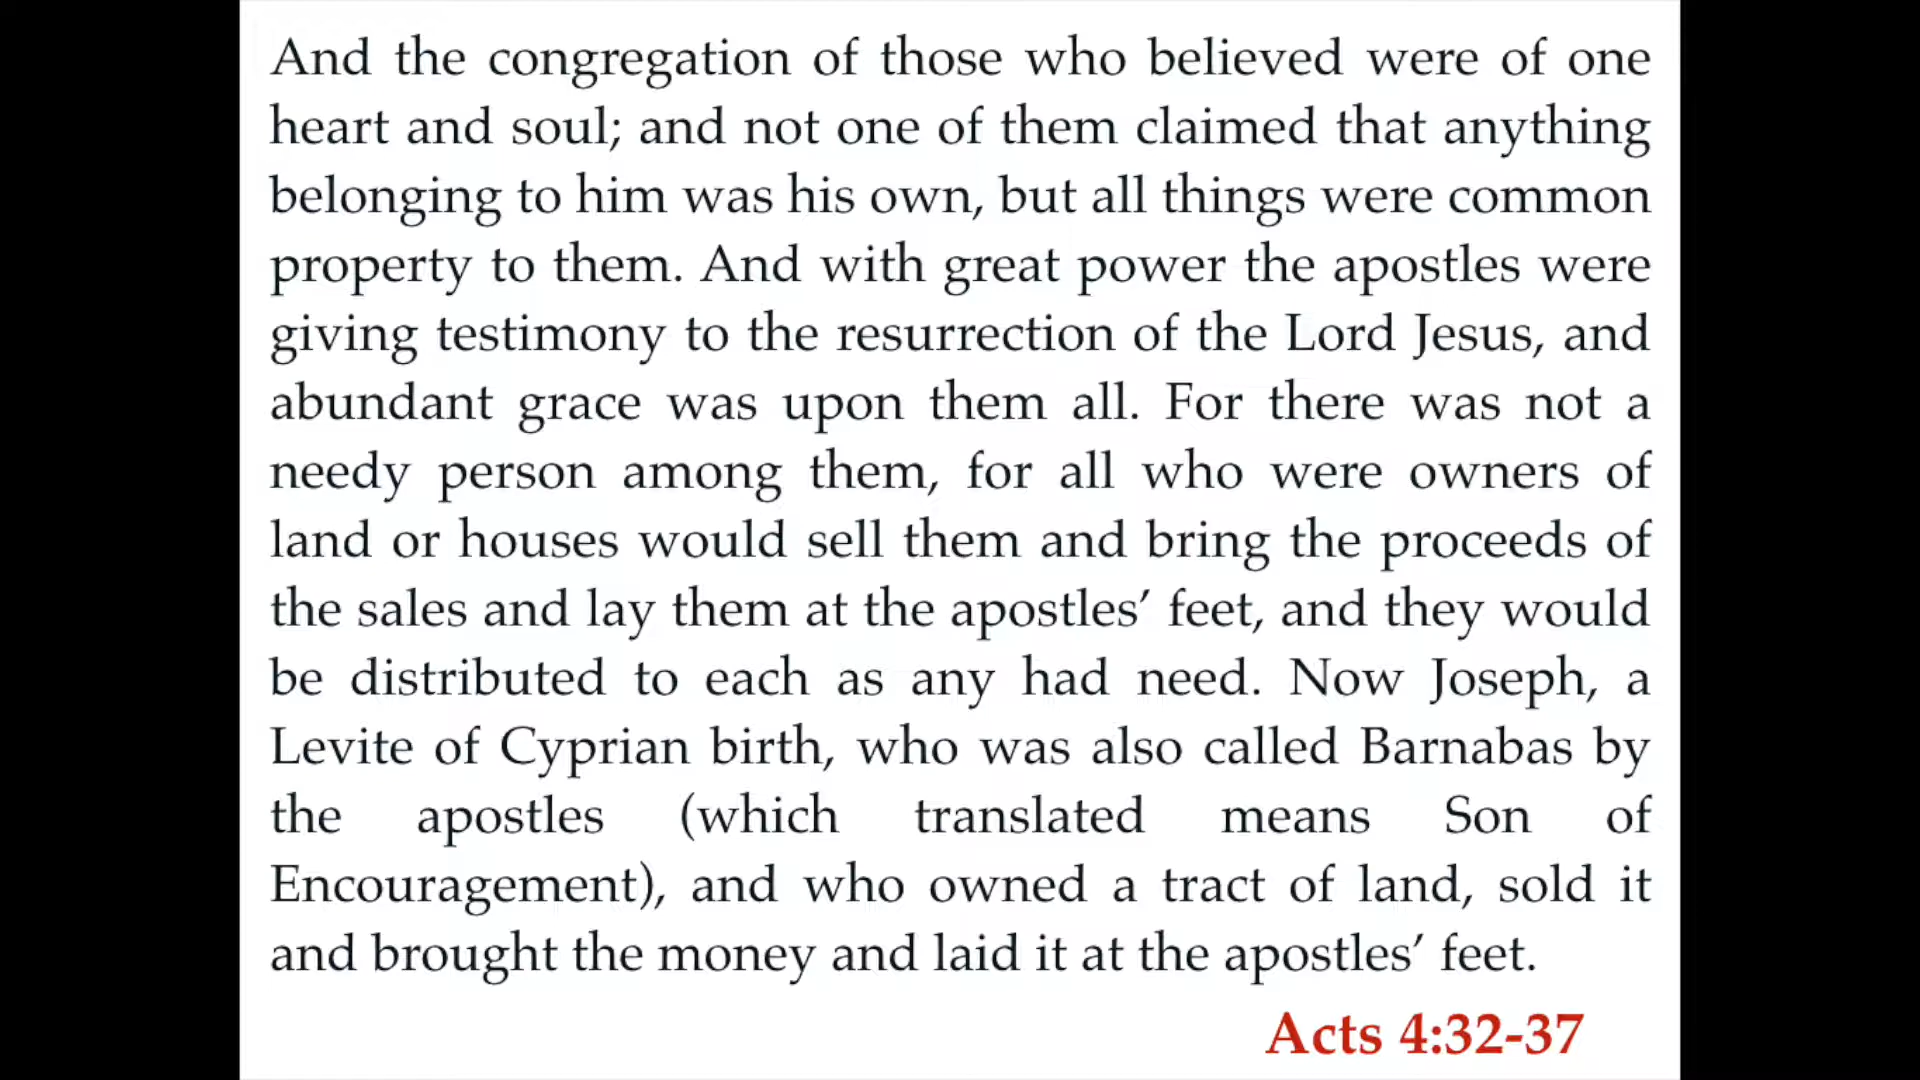 And the congregation of those who believed were of one
heart and soul; and not one of them claimed that anything
belonging to him was his own, but all things were common
property to them. And with great power the apostles were
giving testimony to the resurrection of the Lord Jesus, and
abundant grace was upon them all. For there was not a
needy person among them, for all who were owners of
land or houses would sell them and bring the proceeds of
the sales and lay them at the apostles’ feet, and they would
be distributed to each as any had need. Now Joseph, a
Levite of Cyprian birth, who was also called Barnabas by
the apostles (which translated means Son of
Encouragement), and who owned a tract of land, sold it
and brought the money and laid it at the apostles’ feet.
Acts 4:32-37